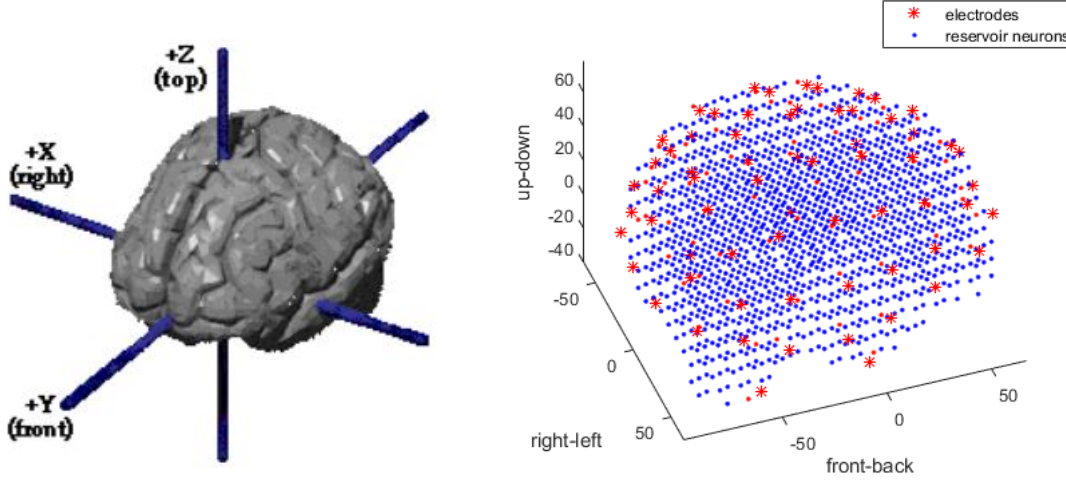 +Z
(top)
+X
(right)
+Y
(front)
electrodes
reservoir neurons
60
40
20
0
-20
-40
up-down
-50
0
50
right-left
-50
0
50
front-back